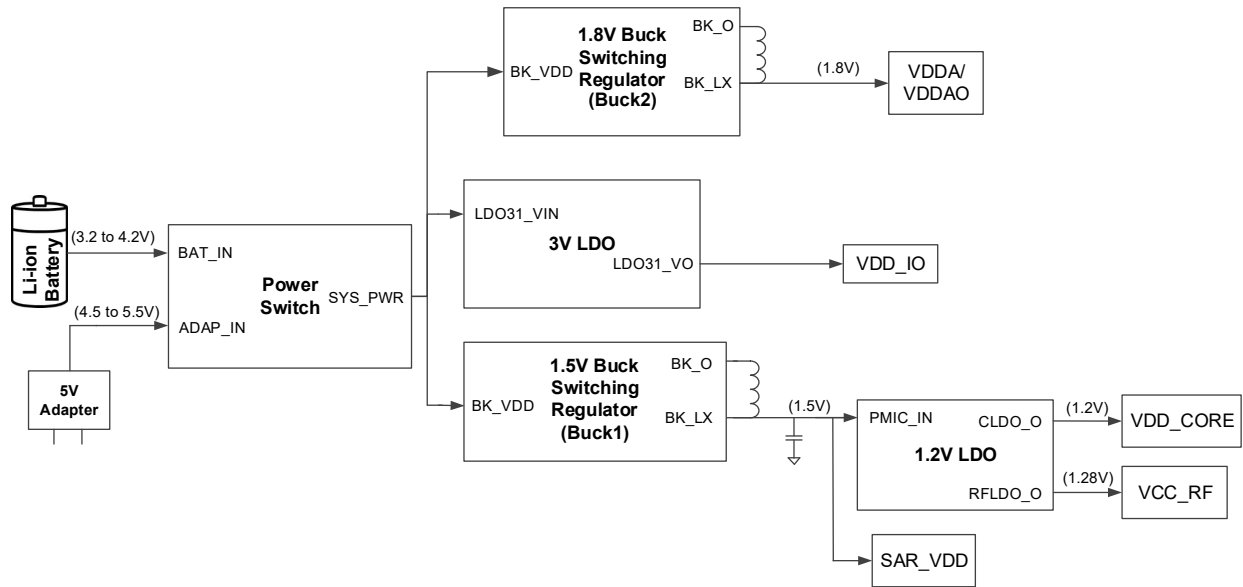 1.8V Buck
Switching
Regulator
(Buck2)
BK_VDD
BK_O
BK_LX
(1.8V)
VDDA/
VDDAO
Li-ion
Battery
(3.2 to 4.2V)
(4.5 to 5.5V)
5V
Adapter
BAT_IN
ADAP_IN
Power
Switch
SYS_PWR
LDO31_VIN
3V LDO
LDO31_VO
VDD_IO
1.5V Buck
Switching
Regulator
(Buck1)
BK_VDD
BK_O
BK_LX
(1.5V)
PMIC_IN
1.2V LDO
CLDO_O
RFLDO_O
(1.2V)
VDD_CORE
(1.28V)
VCC_RF
SAR_VDD